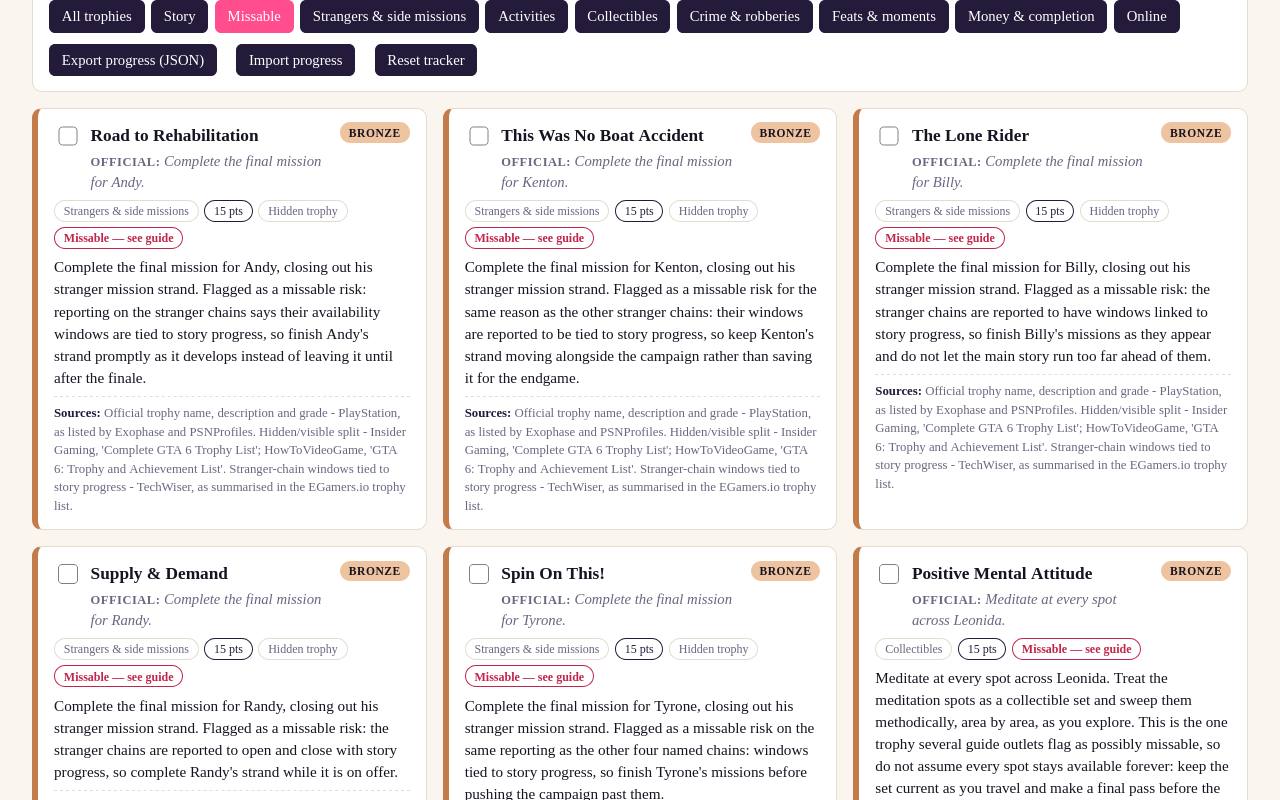 All trophies
Story
Missable
Strangers & side missions
Activities
Collectibles
Crime & robberies
Feats & moments
Money & completion
Online
Export progress (JSON)
Import progress
Reset tracker
Road to Rehabilitation
BRONZE
OFFICIAL: Complete the final mission
for Andy.
Strangers & side missions
15 pts
Hidden trophy
Missable — see guide
Complete the final mission for Andy, closing out his
stranger mission strand. Flagged as a missable risk:
reporting on the stranger chains says their availability
windows are tied to story progress, so finish Andy's
strand promptly as it develops instead of leaving it until
after the finale.
Sources: Official trophy name, description and grade - PlayStation,
as listed by Exophase and PSNProfiles. Hidden/visible split - Insider
Gaming, 'Complete GTA 6 Trophy List'; HowToVideoGame, 'GTA
6: Trophy and Achievement List'. Stranger-chain windows tied to
story progress - TechWiser, as summarised in the EGamers.io trophy
list.
This Was No Boat Accident
BRONZE
OFFICIAL: Complete the final mission
for Kenton.
Strangers & side missions
15 pts
Hidden trophy
Missable — see guide
Complete the final mission for Kenton, closing out his
stranger mission strand. Flagged as a missable risk for the
same reason as the other stranger chains: their windows
are reported to be tied to story progress, so keep Kenton's
strand moving alongside the campaign rather than saving
it for the endgame.
Sources: Official trophy name, description and grade - PlayStation,
as listed by Exophase and PSNProfiles. Hidden/visible split - Insider
Gaming, 'Complete GTA 6 Trophy List'; HowToVideoGame, 'GTA
6: Trophy and Achievement List'. Stranger-chain windows tied to
story progress - TechWiser, as summarised in the EGamers.io trophy
list.
The Lone Rider
BRONZE
OFFICIAL: Complete the final mission
for Billy.
Strangers & side missions
15 pts
Hidden trophy
Missable — see guide
Complete the final mission for Billy, closing out his
stranger mission strand. Flagged as a missable risk: the
stranger chains are reported to have windows linked to
story progress, so finish Billy's missions as they appear
and do not let the main story run too far ahead of them.
Sources: Official trophy name, description and grade - PlayStation,
as listed by Exophase and PSNProfiles. Hidden/visible split - Insider
Gaming, 'Complete GTA 6 Trophy List'; HowToVideoGame, 'GTA
6: Trophy and Achievement List'. Stranger-chain windows tied to
story progress - TechWiser, as summarised in the EGamers.io trophy
list.
Supply & Demand
BRONZE
OFFICIAL: Complete the final mission
for Randy.
Strangers & side missions
15 pts
Hidden trophy
Missable — see guide
Complete the final mission for Randy, closing out his
stranger mission strand. Flagged as a missable risk: the
stranger chains are reported to open and close with story
progress, so complete Randy's strand while it is on offer.
Spin On This!
BRONZE
OFFICIAL: Complete the final mission
for Tyrone.
Strangers & side missions
15 pts
Hidden trophy
Missable — see guide
Complete the final mission for Tyrone, closing out his
stranger mission strand. Flagged as a missable risk on the
same reporting as the other four named chains: windows
tied to story progress, so finish Tyrone's missions before
pushing the campaign past them.
Positive Mental Attitude
BRONZE
OFFICIAL: Meditate at every spot
across Leonida.
Collectibles
15 pts
Missable — see guide
Meditate at every spot across Leonida. Treat the
meditation spots as a collectible set and sweep them
methodically, area by area, as you explore. This is the one
trophy several guide outlets flag as possibly missable, so
do not assume every spot stays available forever: keep the
set current as you travel and make a final pass before the